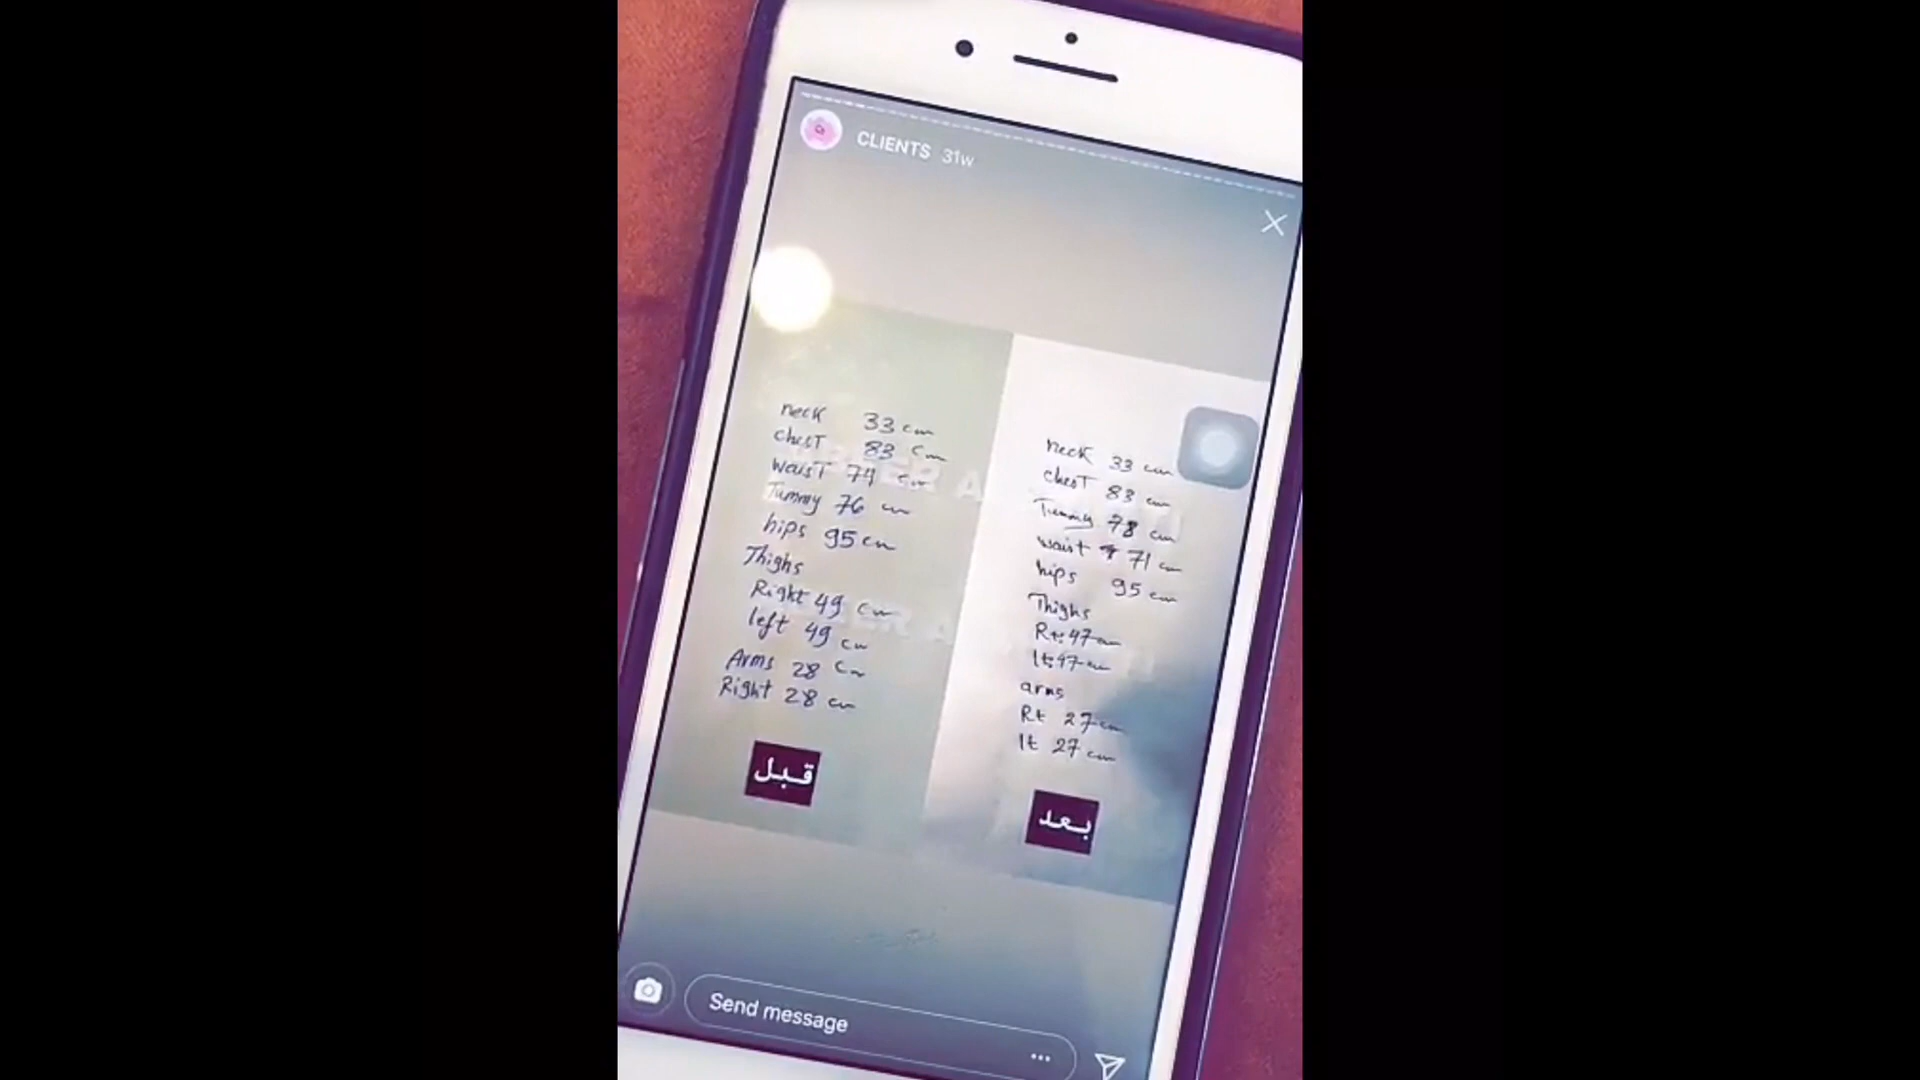 CLIENTS 31w
neck 33 cm
chest 83 cm
waist 74 cm
Tummy 76 cm
hips 95 cm
Thighs
Right 49 cm
left 49 cm
Arms 28 cm
Right 28 cm
قبل
neck 33 cm
chest 83 cm
Tummy 78 cm
waist 71 cm
hips 95 cm
Thighs
Rt: 47 cm
lt: 47 cm
arms
Rt 27 cm
lt 27 cm
بعد
Send message